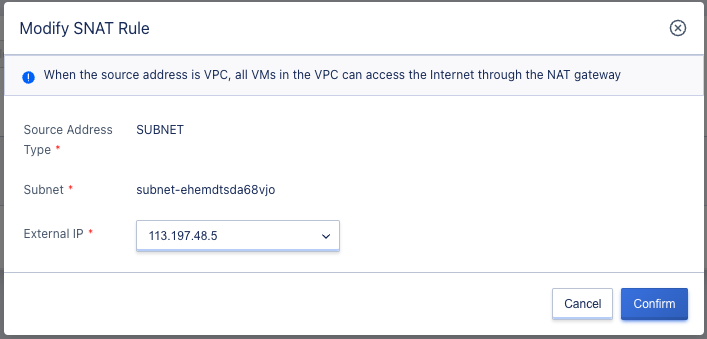 Modify SNAT Rule
When the source address is VPC, all VMs in the VPC can access the Internet through the NAT gateway
Source Address Type * SUBNET
Subnet * subnet-ehemdtsda68vjo
External IP * 113.197.48.5
Cancel Confirm